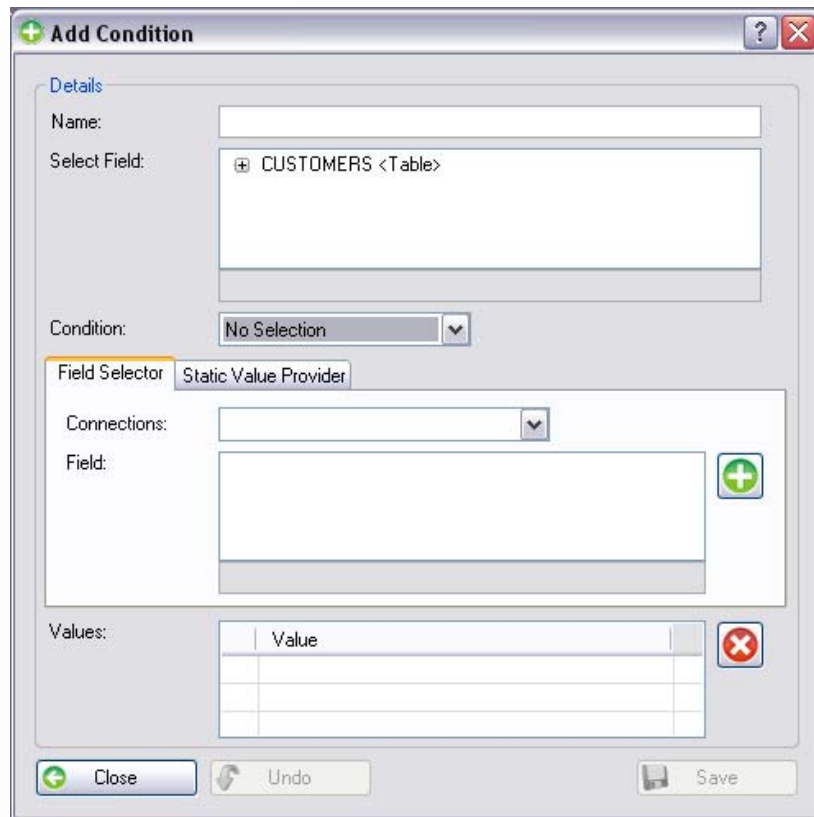 Add Condition
Details
Name:
Select Field:
CUSTOMERS <Table>
Condition:
No Selection
Field Selector
Static Value Provider
Connections:
Field:
Values:
Value
Close
Undo
Save